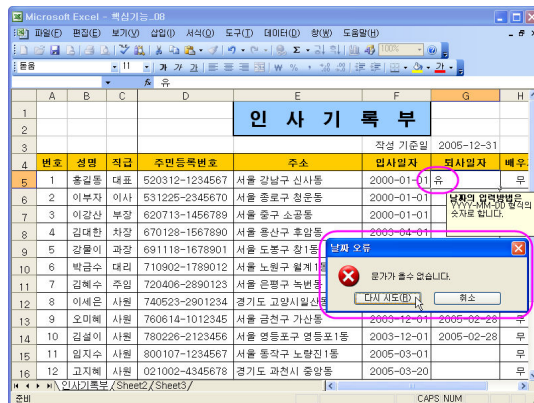 Microsoft Excel - 핵심기능_08
파일(F) 편집(E) 보기(V) 삽입(I) 서식(O) 도구(T) 데이터(D) 창(W) 도움말(H)
100%
돋움 11 가 가 가 가
유
A B C D E F G H
1 인 사 기 록 부
2
3 작성 기준일 2005-12-31
4 번호 성명 직급 주민등록번호 주소 입사일자 퇴사일자 배우
5 1 홍길동 대표 520312-1234567 서울 강남구 신사동 2000-01-01 유 무
6 2 이부자 이사 531225-2345670 서울 종로구 청운동 2000-01-01
날짜의 입력방법은
YYYY-MM-DD 형식의
숫자로 합니다.
7 3 이강산 부장 620713-1456789 서울 중구 소공동 2000-01-01
8 4 김대한 차장 670128-1567890 서울 용산구 후암동 2003-04-01
9 5 강물이 과장 691118-1678901 서울 도봉구 창1동
날짜 오류
10 6 박금수 대리 710902-1789012 서울 노원구 월계1동
문자가 올수 없습니다.
11 7 김혜수 주임 720406-2890123 서울 은평구 녹번동
다시 시도(R) 취소
12 8 이세은 사원 740523-2901234 경기도 고양시일산
13 9 오미혜 사원 760614-1012345 서울 금천구 가산동 2003-12-01 2005-02-28 무
14 10 김설이 사원 780226-2123456 서울 영등포구 영등포1동 2003-12-01 2005-02-28 무
15 11 임지수 사원 800107-1234567 서울 동작구 노량진1동 2005-03-01 무
16 12 고지혜 사원 021002-4345678 경기도 과천시 중앙동 2005-03-20 무
인사기록부 / Sheet2 / Sheet3 /
준비 CAPS NUM